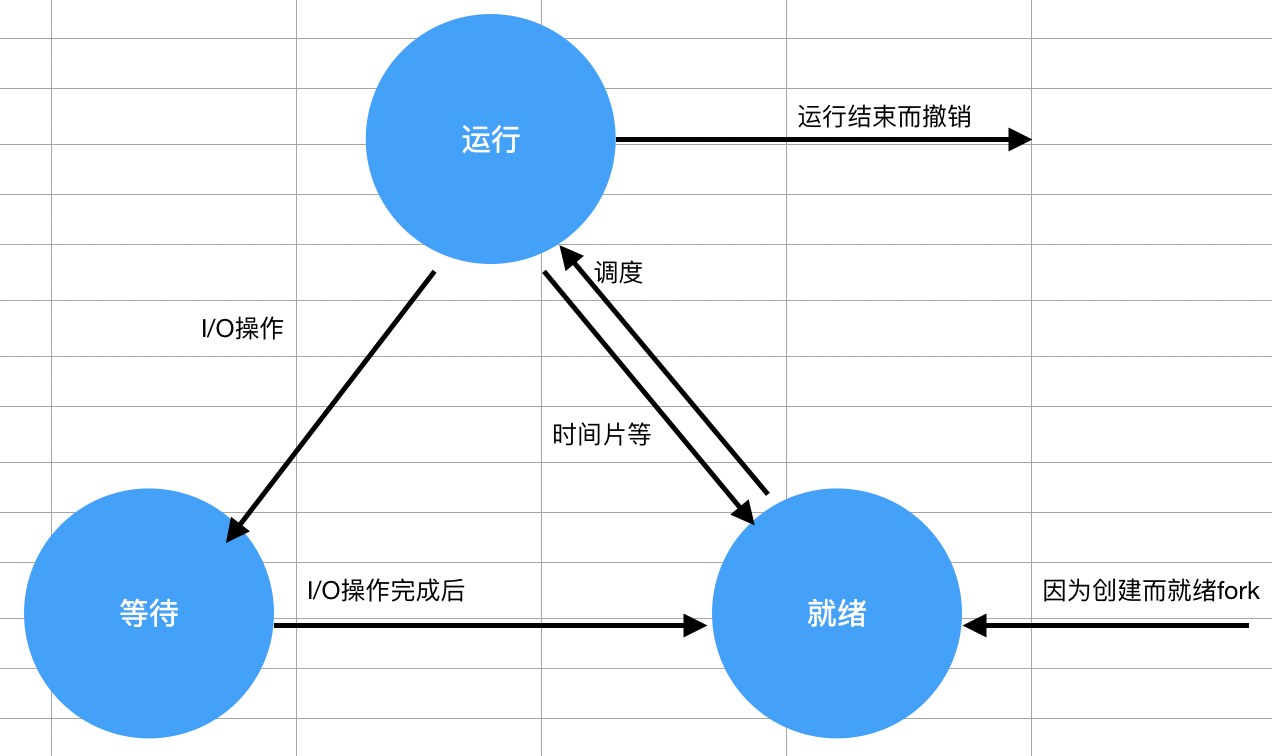 运行
运行结束而撤销
调度
I/O操作
时间片等
I/O操作完成后
因为创建而就绪fork
等待
就绪